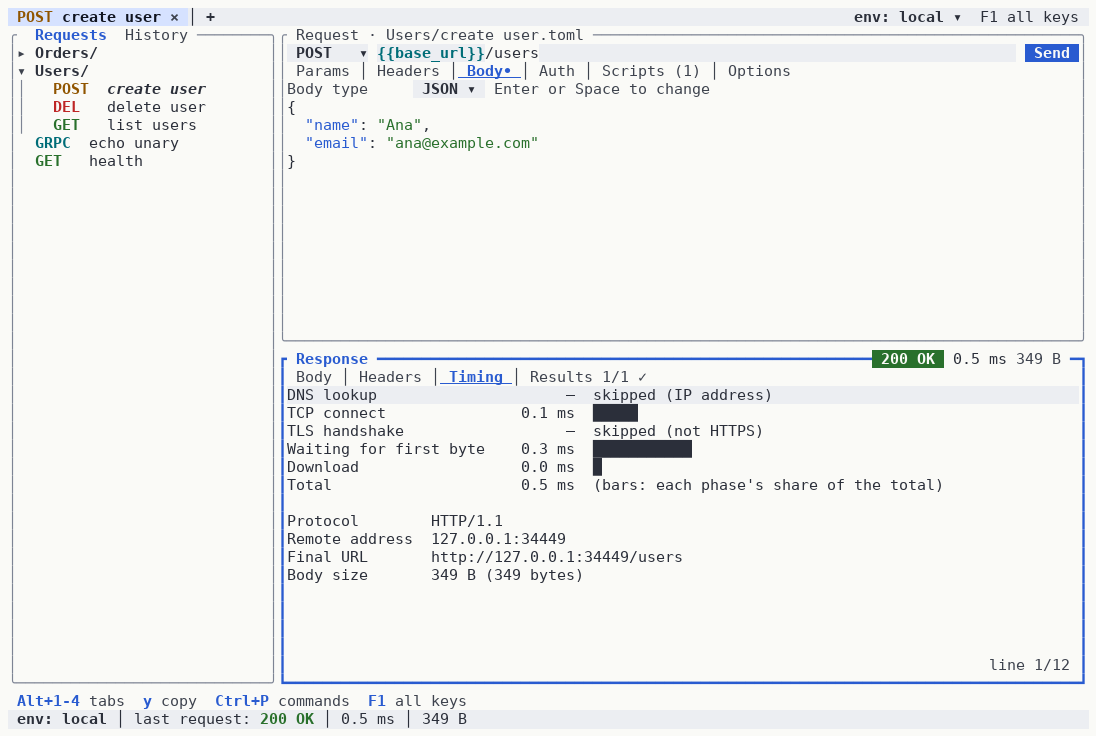 POST create user × │ + env: local ▾ F1 all keys
Requests History
▸ Orders/
▾ Users/
POST create user
DEL delete user
GET list users
GRPC echo unary
GET health
Request · Users/create user.toml
POST ▾ {{base_url}}/users Send
Params │ Headers │ Body• │ Auth │ Scripts (1) │ Options
Body type JSON ▾ Enter or Space to change
{
"name": "Ana",
"email": "ana@example.com"
}
Response 200 OK 0.5 ms 349 B
Body │ Headers │ Timing │ Results 1/1 ✓
DNS lookup — skipped (IP address)
TCP connect 0.1 ms
TLS handshake — skipped (not HTTPS)
Waiting for first byte 0.3 ms
Download 0.0 ms
Total 0.5 ms (bars: each phase's share of the total)
Protocol HTTP/1.1
Remote address 127.0.0.1:34449
Final URL http://127.0.0.1:34449/users
Body size 349 B (349 bytes)
line 1/12
Alt+1-4 tabs y copy Ctrl+P commands F1 all keys
env: local │ last request: 200 OK │ 0.5 ms │ 349 B